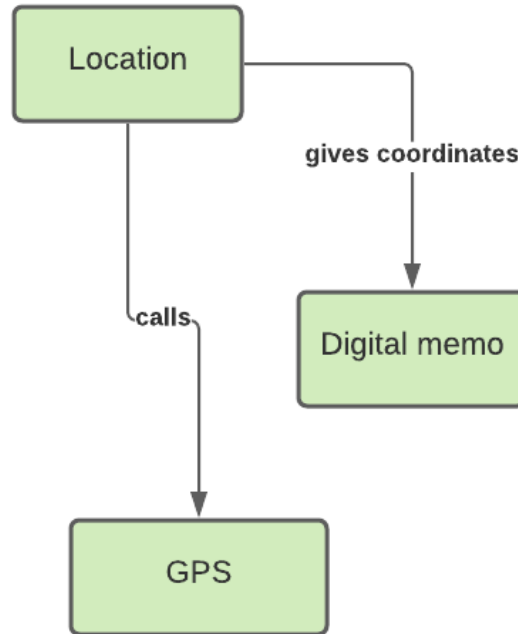 Location
gives coordinates
calls
Digital memo
GPS